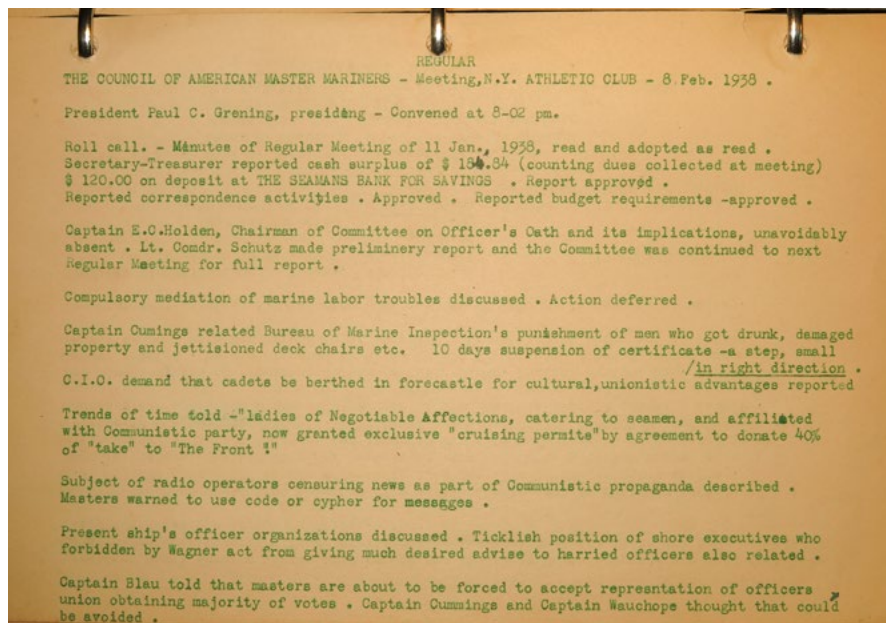 REGULAR
THE COUNCIL OF AMERICAN MASTER MARINERS - Meeting,N.Y. ATHLETIC CLUB - 8 Feb. 1938 .
President Paul C. Grening, presiding - Convened at 8-02 pm.
Roll call. - Minutes of Regular Meeting of 11 Jan., 1938, read and adopted as read .
Secretary-Treasurer reported cash surplus of $ 184.84 (counting dues collected at meeting)
$ 120.00 on deposit at THE SEAMANS BANK FOR SAVINGS . Report approved .
Reported correspondence activities . Approved . Reported budget requirements -approved .
Captain E.C.Holden, Chairman of Committee on Officer's Oath and its implications, unavoidably
absent . Lt. Comdr. Schutz made preliminery report and the Committee was continued to next
Regular Meeting for full report .
Compulsory mediation of marine labor troubles discussed . Action deferred .
Captain Cumings related Bureau of Marine Inspection's punishment of men who got drunk, damaged
property and jettisioned deck chairs etc. 10 days suspension of certificate -a step, small
/in right direction .
C.I.O. demand that cadets be berthed in forecastle for cultural,unionistic advantages reported
Trends of time told -"ladies of Negotiable Affections, catering to seamen, and affiliated
with Communistic party, now granted exclusive "cruising permits"by agreement to donate 40%
of "take" to "The Front "."
Subject of radio operators censuring news as part of Communistic propaganda described .
Masters warned to use code or cypher for messages .
Present ship's officer organizations discussed . Ticklish position of shore executives who
forbidden by Wagner act from giving much desired advise to harried officers also related .
Captain Blau told that masters are about to be forced to accept represntation of officers
union obtaining majority of votes . Captain Cummings and Captain Wauchope thought that could
be avoided .